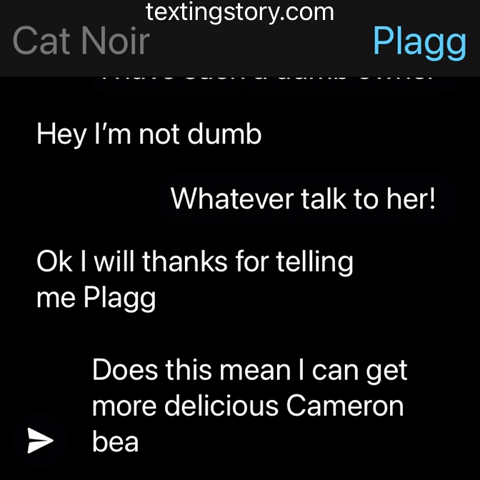 textingstory.com
Cat Noir Plagg
Hey I'm not dumb
Whatever talk to her!
Ok I will thanks for telling
me Plagg
Does this mean I can get
more delicious Cameron
bea